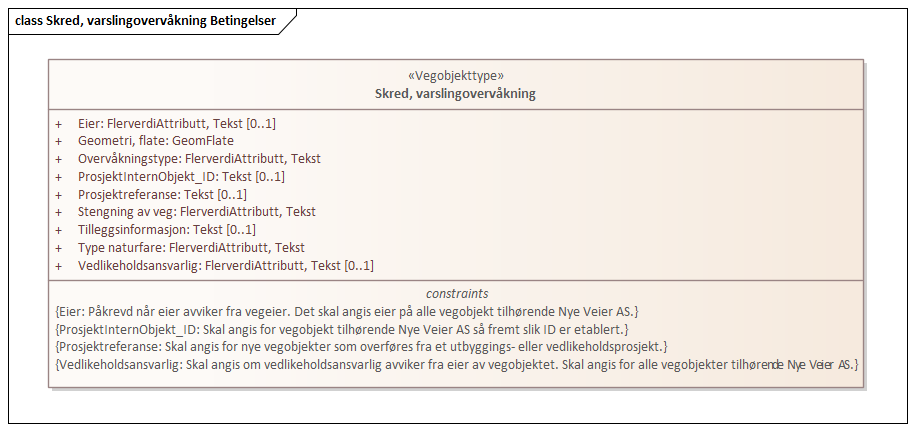 class Skred, varslingovervåkning Betingelser
«Vegobjekttype»
Skred, varslingovervåkning
+ Eier: FlerverdiAttributt, Tekst [0..1]
+ Geometri, flate: GeomFlate
+ Overvåkningstype: FlerverdiAttributt, Tekst
+ ProsjektInternObjekt_ID: Tekst [0..1]
+ Prosjektreferanse: Tekst [0..1]
+ Stengning av veg: FlerverdiAttributt, Tekst
+ Tilleggsinformasjon: Tekst [0..1]
+ Type naturfare: FlerverdiAttributt, Tekst
+ Vedlikeholdsansvarlig: FlerverdiAttributt, Tekst [0..1]
constraints
{Eier: Påkrevd når eier avviker fra vegeier. Det skal angis eier på alle vegobjekt tilhørende Nye Veier AS.}
{ProsjektInternObjekt_ID: Skal angis for vegobjekt tilhørende Nye Veier AS så fremt slik ID er etablert.}
{Prosjektreferanse: Skal angis for nye vegobjekter som overføres fra et utbyggings- eller vedlikeholdsprosjekt.}
{Vedlikeholdsansvarlig: Skal angis om vedlikeholdsansvarlig avviker fra eier av vegobjektet. Skal angis for alle vegobjekter tilhørende Nye Veier AS.}